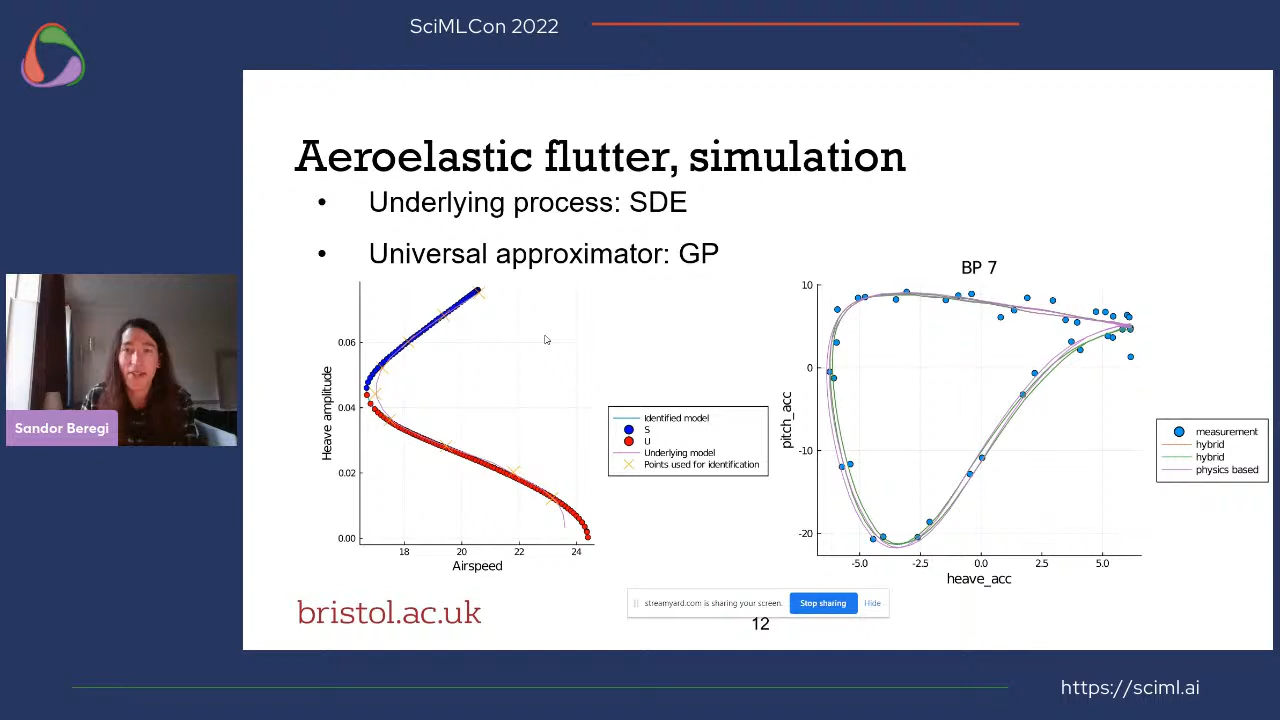 SciMLCon 2022
Aeroelastic flutter, simulation
• Underlying process: SDE
• Universal approximator: GP
Heave amplitude
0.06
0.04
0.02
0.00
18 20 22 24
Airspeed
Identified model
S
U
Underlying model
Points used for identification
BP 7
pitch_acc
10
0
-10
-20
-5.0 -2.5 0.0 2.5 5.0
heave_acc
measurement
hybrid
hybrid
physics based
Sandor Beregi
bristol.ac.uk
streamyard.com is sharing your screen. Stop sharing Hide
12
https://sciml.ai